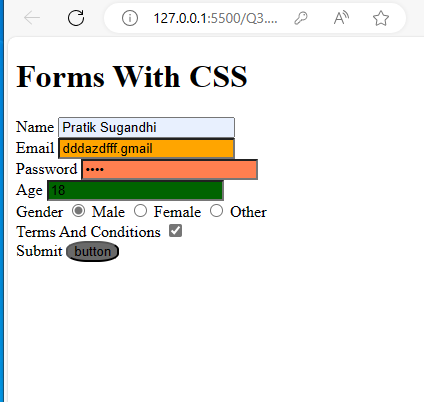 127.0.0.1:5500/Q3....
Forms With CSS
Name Pratik Sugandhi
Email dddazdfff.gmail
Password ••••
Age 18
Gender Male Female Other
Terms And Conditions
Submit button